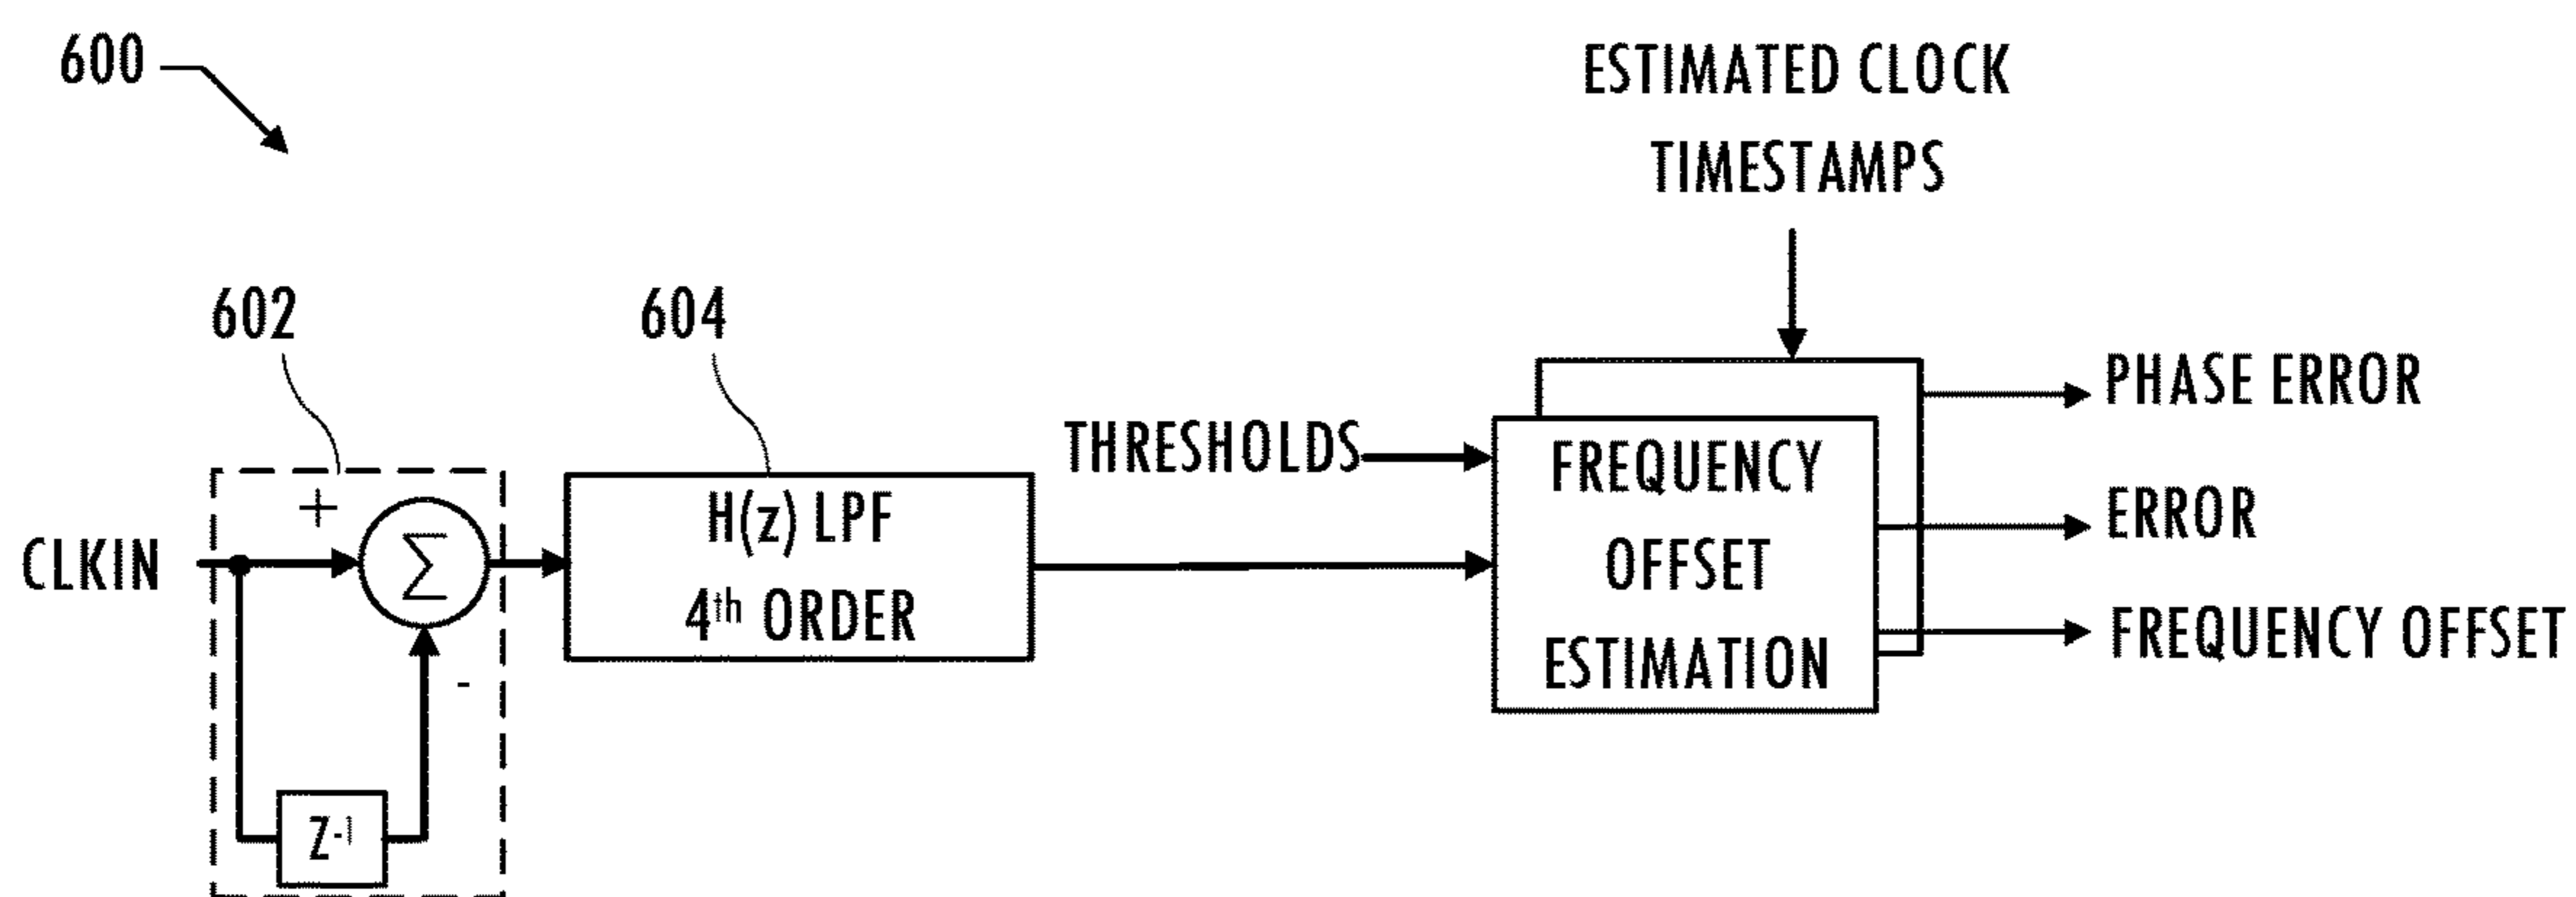 600
ESTIMATED CLOCK
TIMESTAMPS
602
604
PHASE ERROR
THRESHOLDS
FREQUENCY
OFFSET
ESTIMATION
ERROR
FREQUENCY OFFSET
+
Σ
H(z) LPF
4th ORDER
CLKIN
-
Z-1